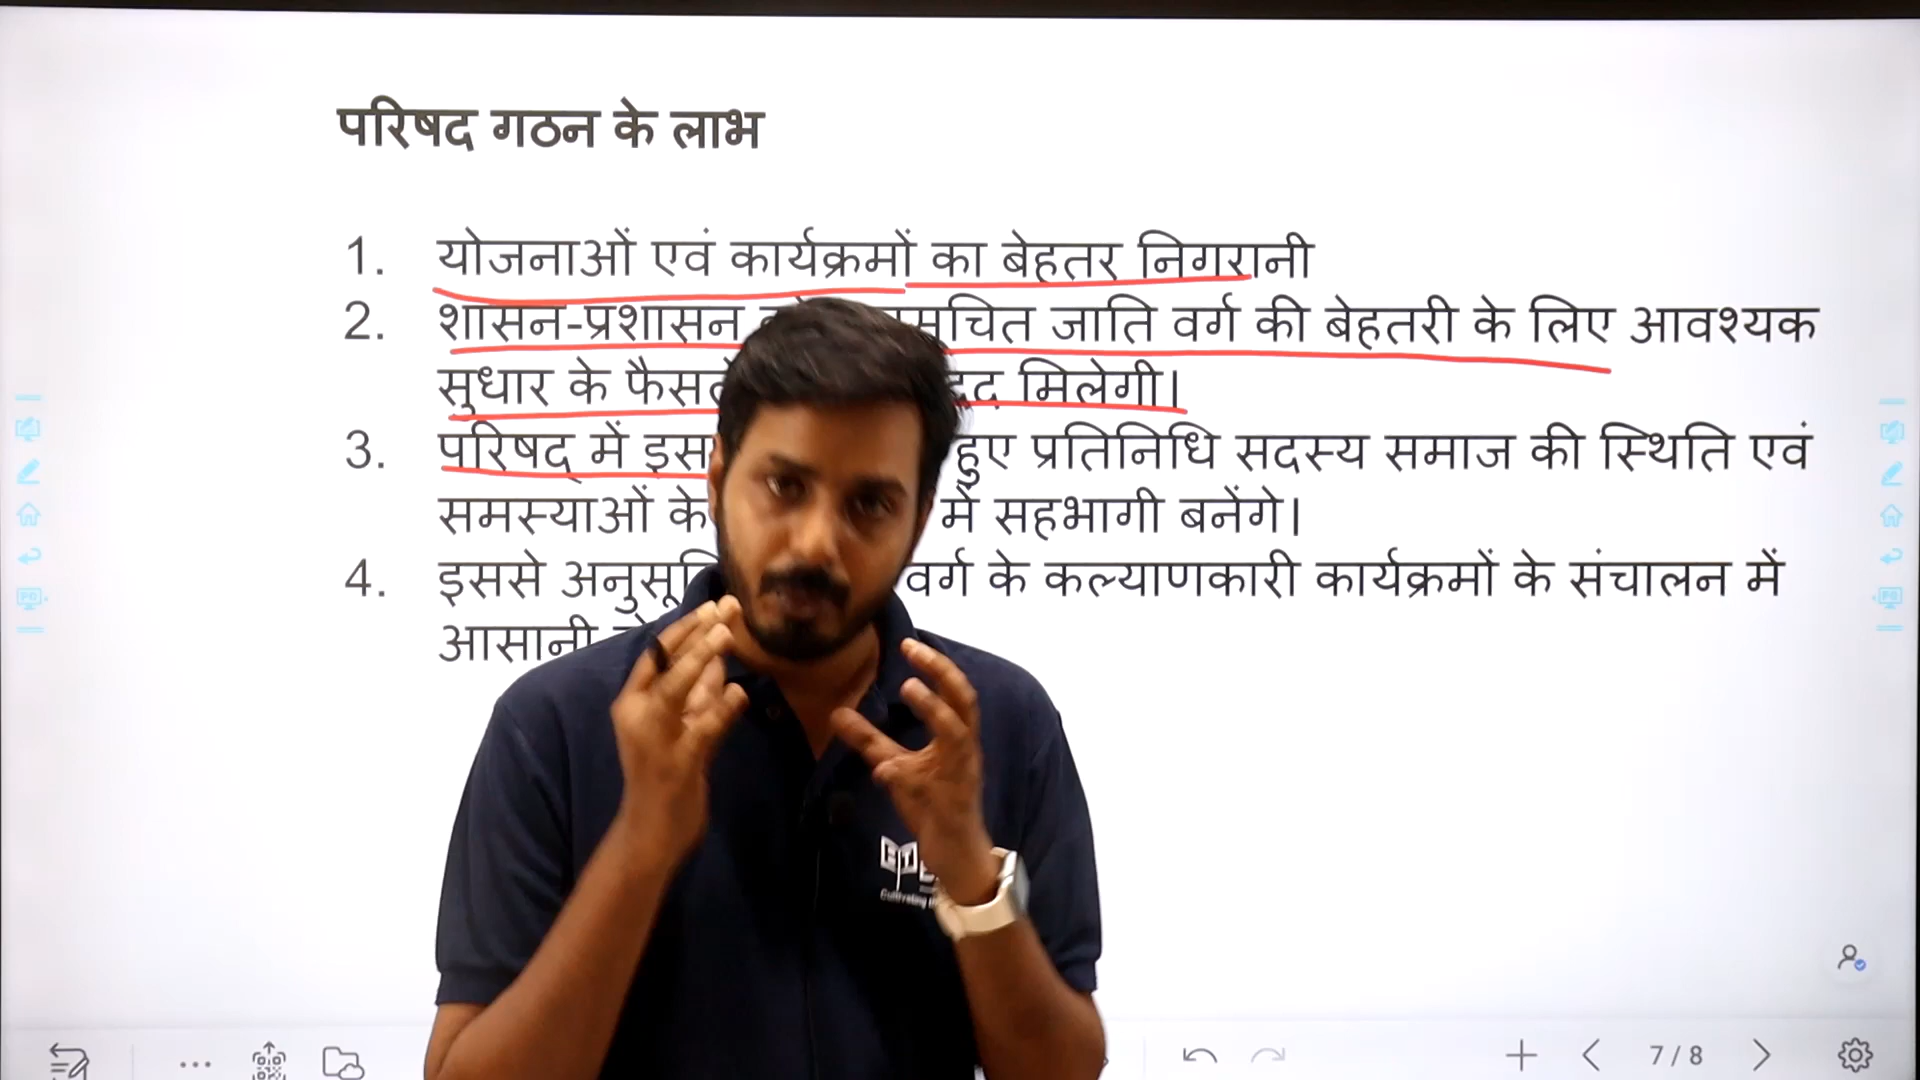 परिषद गठन के लाभ
1. योजनाओं एवं कार्यक्रमों का बेहतर निगरानी
2. शासन-प्रशासन जाति वर्ग की बेहतरी के लिए आवश्यक
सुधार के मिलेगी।
3. परिषद् में हुए प्रतिनिधि सदस्य समाज की स्थिति एवं
समस्याओं के में सहभागी बनेंगे।
4. इससे वर्ग के कल्याणकारी कार्यक्रमों के संचालन में
आसानी
7 / 8